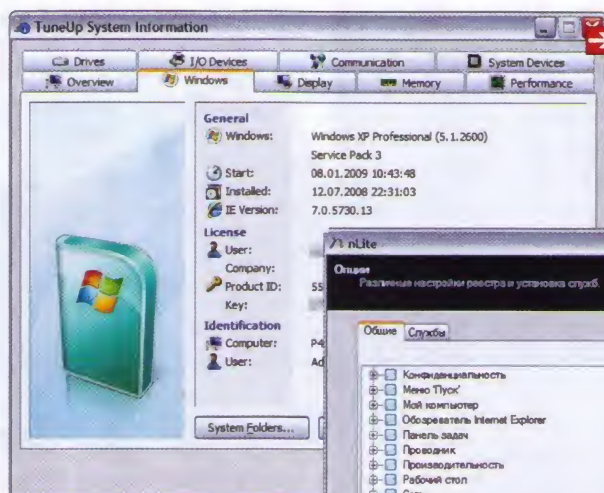 TuneUp System Information
Drives I/O Devices Communication System Devices
Overview Windows Display Memory Performance
General
Windows: Windows XP Professional (5.1.2600)
Service Pack 3
Start: 08.01.2009 10:43:48
Installed: 12.07.2008 22:31:03
IE Version: 7.0.5730.13
License
User:
Company:
Product ID: 55
Key:
Identification
Computer: P4
User: Ad
System Folders...
nLite
Опции
Различные настройки реестра и установка служб.
Общие Службы
Конфиденциальность
Меню 'Пуск'
Мой компьютер
Обозреватель Internet Explorer
Панель задач
Проводник
Производительность
Рабочий стол